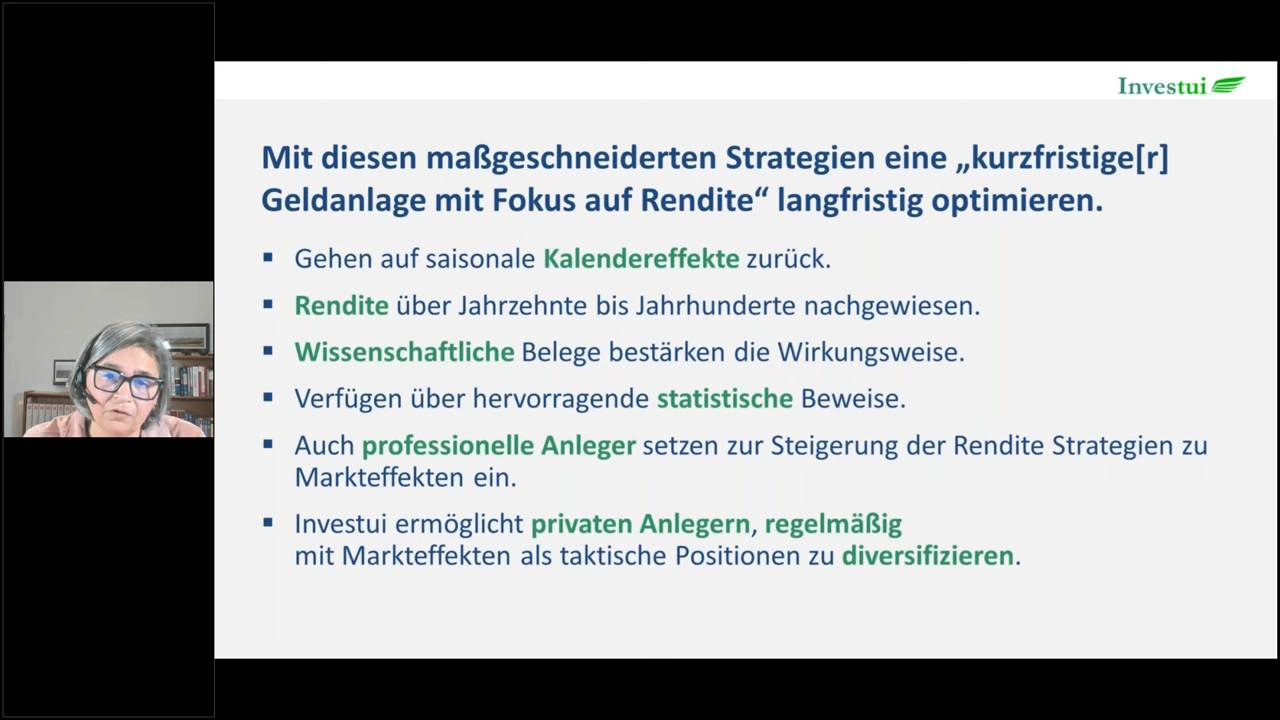 Investui
Mit diesen maßgeschneiderten Strategien eine „kurzfristige[r]
Geldanlage mit Fokus auf Rendite“ langfristig optimieren.
▪ Gehen auf saisonale Kalendereffekte zurück.
▪ Rendite über Jahrzehnte bis Jahrhunderte nachgewiesen.
▪ Wissenschaftliche Belege bestärken die Wirkungsweise.
▪ Verfügen über hervorragende statistische Beweise.
▪ Auch professionelle Anleger setzen zur Steigerung der Rendite Strategien zu
Markteffekten ein.
▪ Investui ermöglicht privaten Anlegern, regelmäßig
mit Markteffekten als taktische Positionen zu diversifizieren.